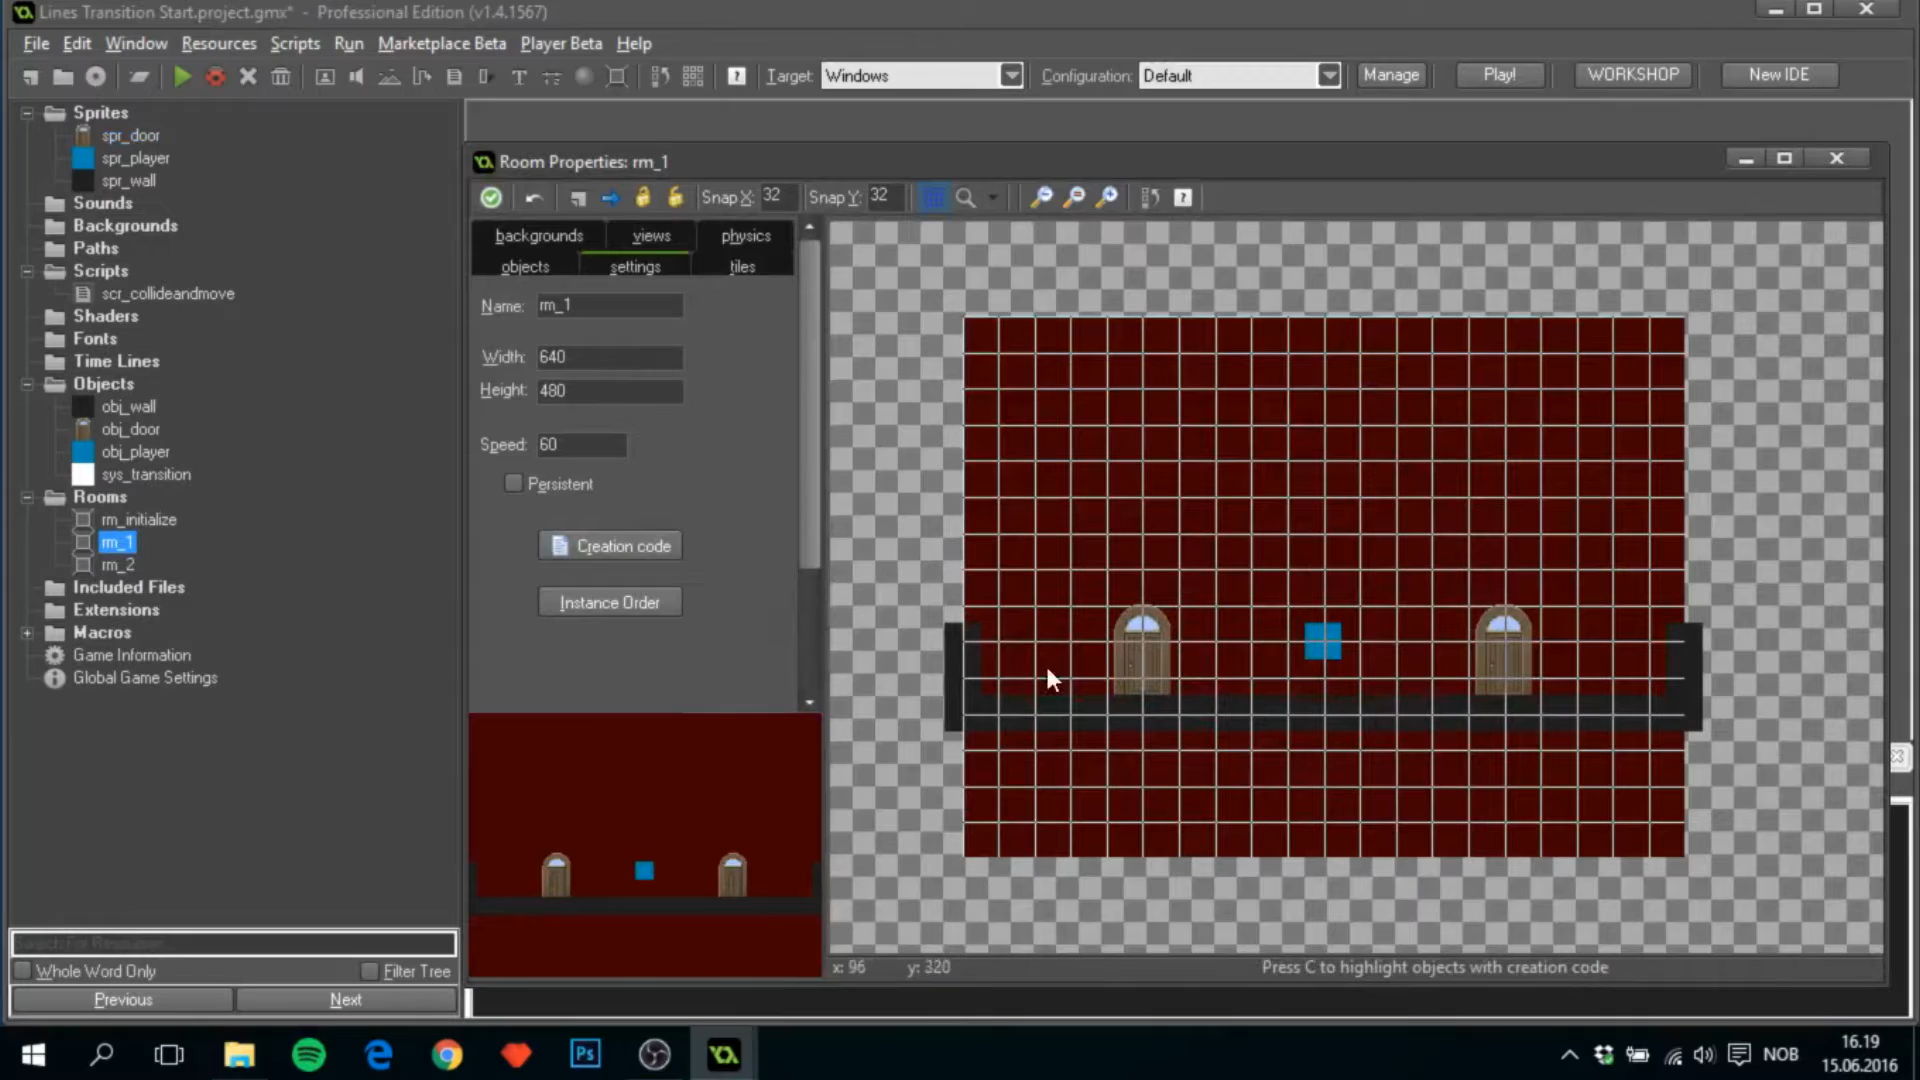 Lines Transition Start.project.gmx* - Professional Edition (v1.4.1567)
File Edit Window Resources Scripts Run Marketplace Beta Player Beta Help
Target: Windows Configuration: Default Manage Play! WORKSHOP New IDE
Sprites
spr_door
spr_player
spr_wall
Sounds
Backgrounds
Paths
Scripts
scr_collideandmove
Shaders
Fonts
Time Lines
Objects
obj_wall
obj_door
obj_player
sys_transition
Rooms
rm_initialize
rm_1
rm_2
Included Files
Extensions
Macros
Game Information
Global Game Settings
Search For Resources
Whole Word Only Filter Tree
Previous Next
Room Properties: rm_1
Snap X: 32 Snap Y: 32
backgrounds views physics
objects settings tiles
Name: rm_1
Width: 640
Height: 480
Speed: 60
Persistent
Creation code
Instance Order
x: 96 y: 320 Press C to highlight objects with creation code
Ps
NOB
16.19
15.06.2016